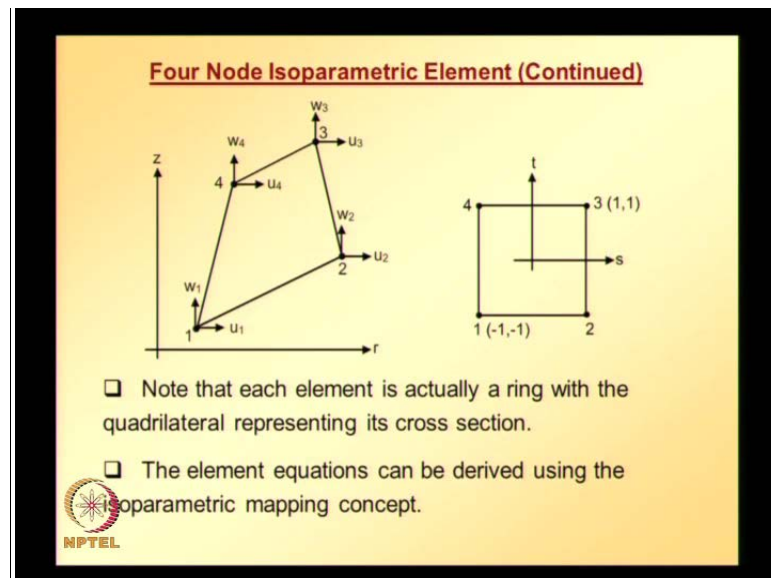 Four Node Isoparametric Element (Continued)
w3
3
u3
z
w4
4
u4
w2
u2
2
w1
u1
1
r
t
4
3 (1,1)
s
1 (-1,-1)
2
❑ Note that each element is actually a ring with the
quadrilateral representing its cross section.
❑ The element equations can be derived using the
isoparametric mapping concept.
NPTEL